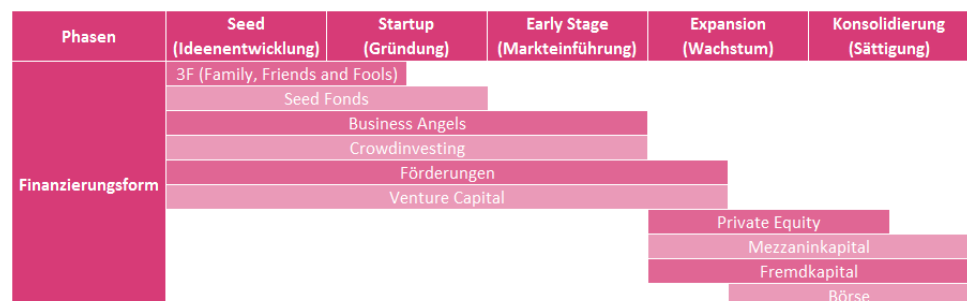 Phasen
Seed
(Ideenentwicklung)
Startup
(Gründung)
Early Stage
(Markteinführung)
Expansion
(Wachstum)
Konsolidierung
(Sättigung)
Finanzierungsform
3F (Family, Friends and Fools)
Seed Fonds
Business Angels
Crowdinvesting
Förderungen
Venture Capital
Private Equity
Mezzaninkapital
Fremdkapital
Börse